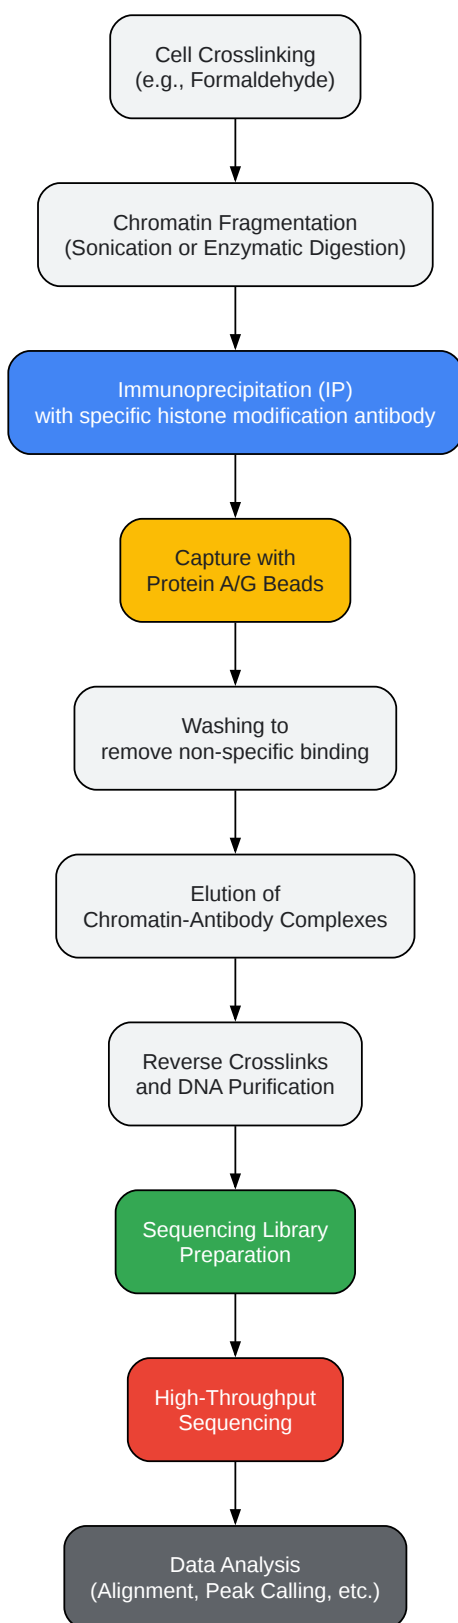 Cell Crosslinking
(e.g., Formaldehyde)
Chromatin Fragmentation
(Sonication or Enzymatic Digestion)
Immunoprecipitation (IP)
with specific histone modification antibody
Capture with
Protein A/G Beads
Washing to
remove non-specific binding
Elution of
Chromatin-Antibody Complexes
Reverse Crosslinks
and DNA Purification
Sequencing Library
Preparation
High-Throughput
Sequencing
Data Analysis
(Alignment, Peak Calling, etc.)